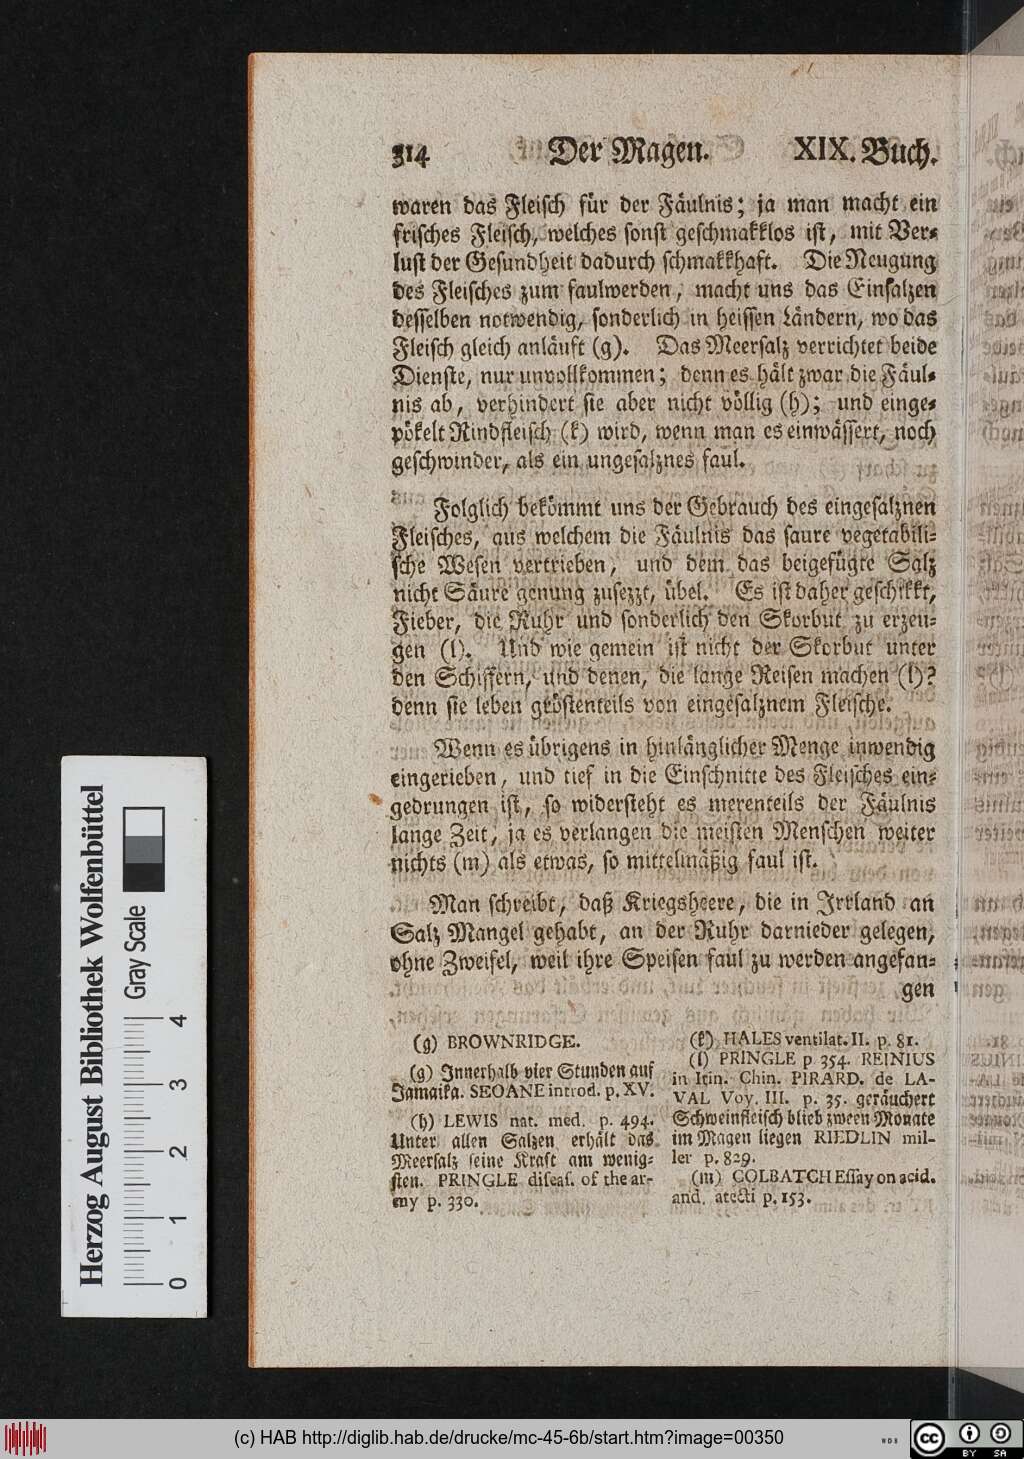 314 Der Magen. XIX. Buch.
waren das Fleisch für der Fäulnis; ja man macht ein
frisches Fleisch, welches sonst geschmakklos ist, mit Ver-
lust der Gesundheit dadurch schmakkhaft. Die Neugung
des Fleisches zum faulwerden, macht uns das Einsalzen
desselben notwendig, sonderlich in heissen Ländern, wo das
Fleisch gleich anläuft (g). Das Meersalz verrichtet beide
Dienste, nur unvollkommen; denn es hält zwar die Fäul-
nis ab, verhindert sie aber nicht völlig (h); und einge-
pökelt Rindfleisch (k) wird, wenn man es einwässert, noch
geschwinder, als ein ungesalznes faul.
Folglich bekömmt uns der Gebrauch des eingesalznen
Fleisches, aus welchem die Fäulnis das saure vegetabili-
sche Wesen vertrieben, und dem das beigefügte Salz
nicht Säure genung zusezzt, übel. Es ist daher geschikkt,
Fieber, die Ruhr und sonderlich den Skorbut zu erzeu-
gen (l). Und wie gemein ist nicht der Skorbut unter
den Schiffern, und denen, die lange Reisen machen (l)?
denn sie leben gröstenteils von eingesalznem Fleische.
Wenn es übrigens in hinlänglicher Menge inwendig
eingerieben, und tief in die Einschnitte des Fleisches ein-
gedrungen ist, so widersteht es merenteils der Fäulnis
lange Zeit, ja es verlangen die meisten Menschen weiter
nichts (m) als etwas, so mittelmäßig faul ist.
Man schreibt, daß Kriegsheere, die in Irrland an
Salz Mangel gehabt, an der Ruhr darnieder gelegen,
ohne Zweifel, weil ihre Speisen faul zu werden angefan-
gen
(g) BROWNRIDGE.
(g) Innerhalb vier Stunden auf
Jamaika. SEOANE introd. p, XV.
(h) LEWIS nat. med. p. 494.
Unter allen Salzen erhält das
Meersalz seine Kraft am wenig-
sten. PRINGLE diseas. of the ar-
my p. 330.
(k) HALES ventilat. II. p. 81.
(l) PRINGLE p 354. REINIUS
in Itin. Chin. PIRARD. de LA-
VAL Voy. III. p. 35. geräuchert
Schweinfleisch blieb zween Monate
im Magen liegen RIEDLIN mil-
ler p. 829.
(m) COLBATCH Essay on acid.
and. atecti p. 153.
Herzog August Bibliothek Wolfenbüttel
Gray Scale
0 1 2 3 4
(c) HAB http://diglib.hab.de/drucke/mc-45-6b/start.htm?image=00350
WDB
cc BY SA